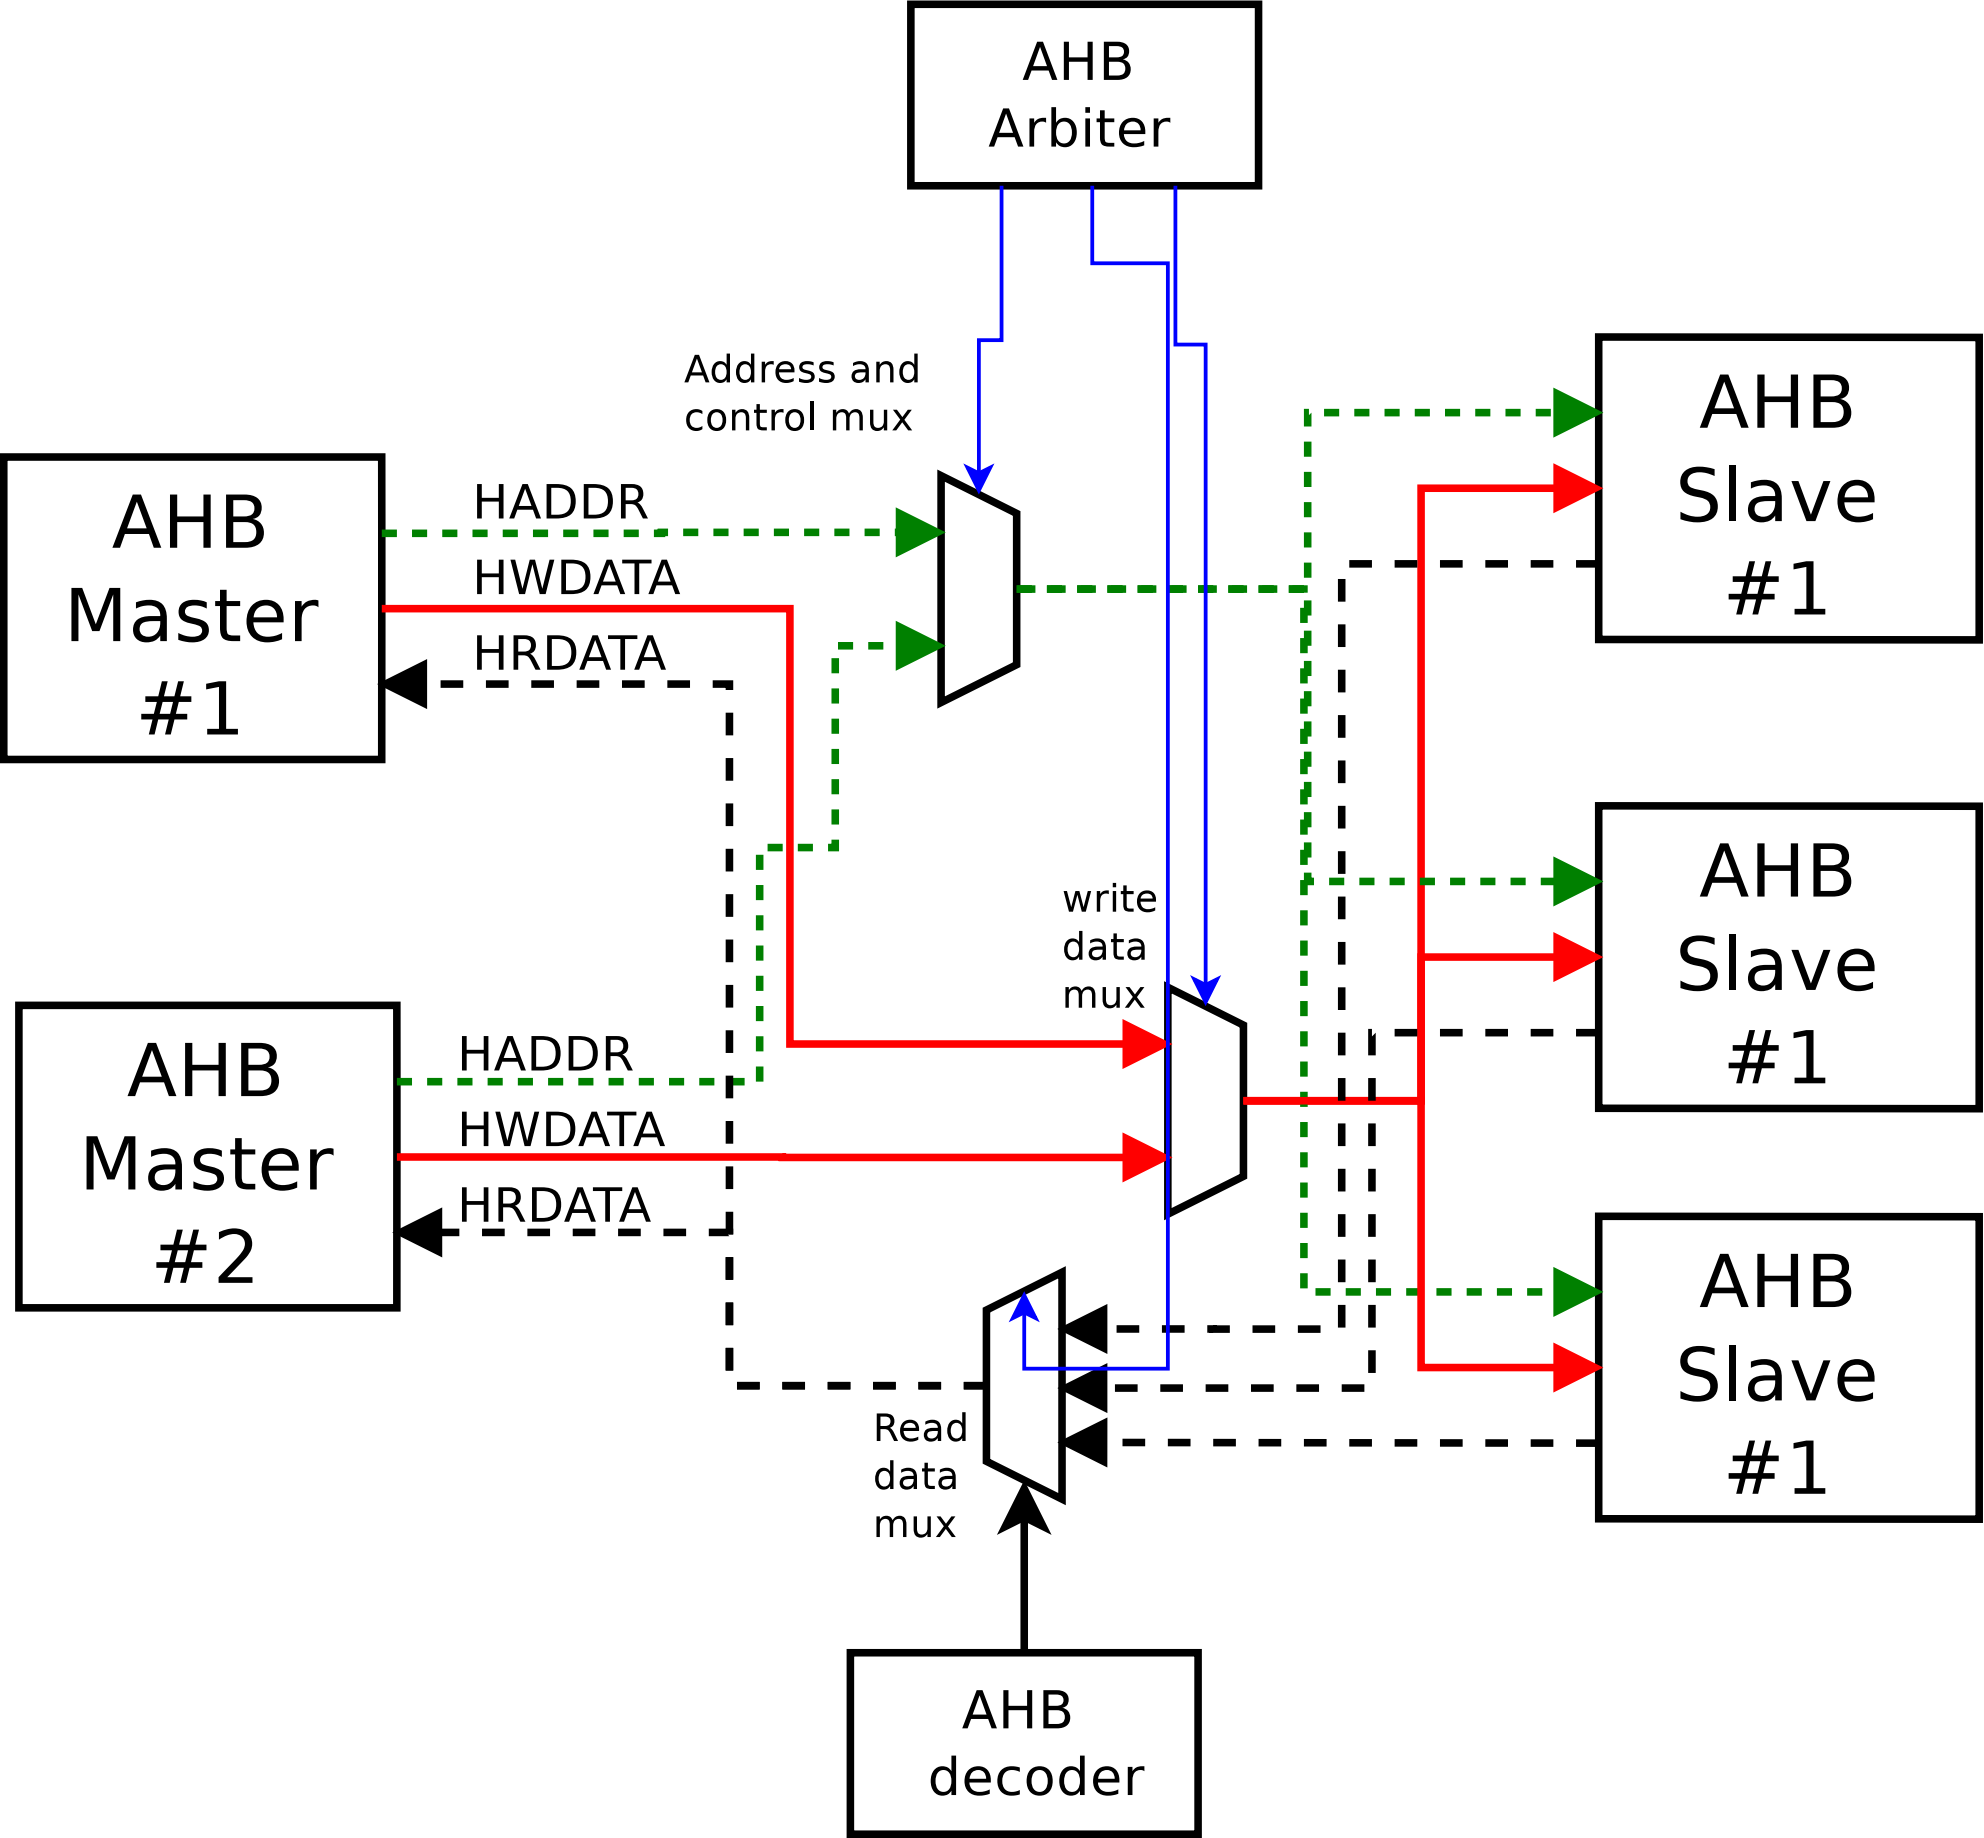 AHB
Arbiter
Address and
control mux
AHB
Master
#1
HADDR
HWDATA
HRDATA
AHB
Slave
#1
AHB
Slave
#1
write
data
mux
AHB
Master
#2
HADDR
HWDATA
HRDATA
AHB
Slave
#1
Read
data
mux
AHB
decoder